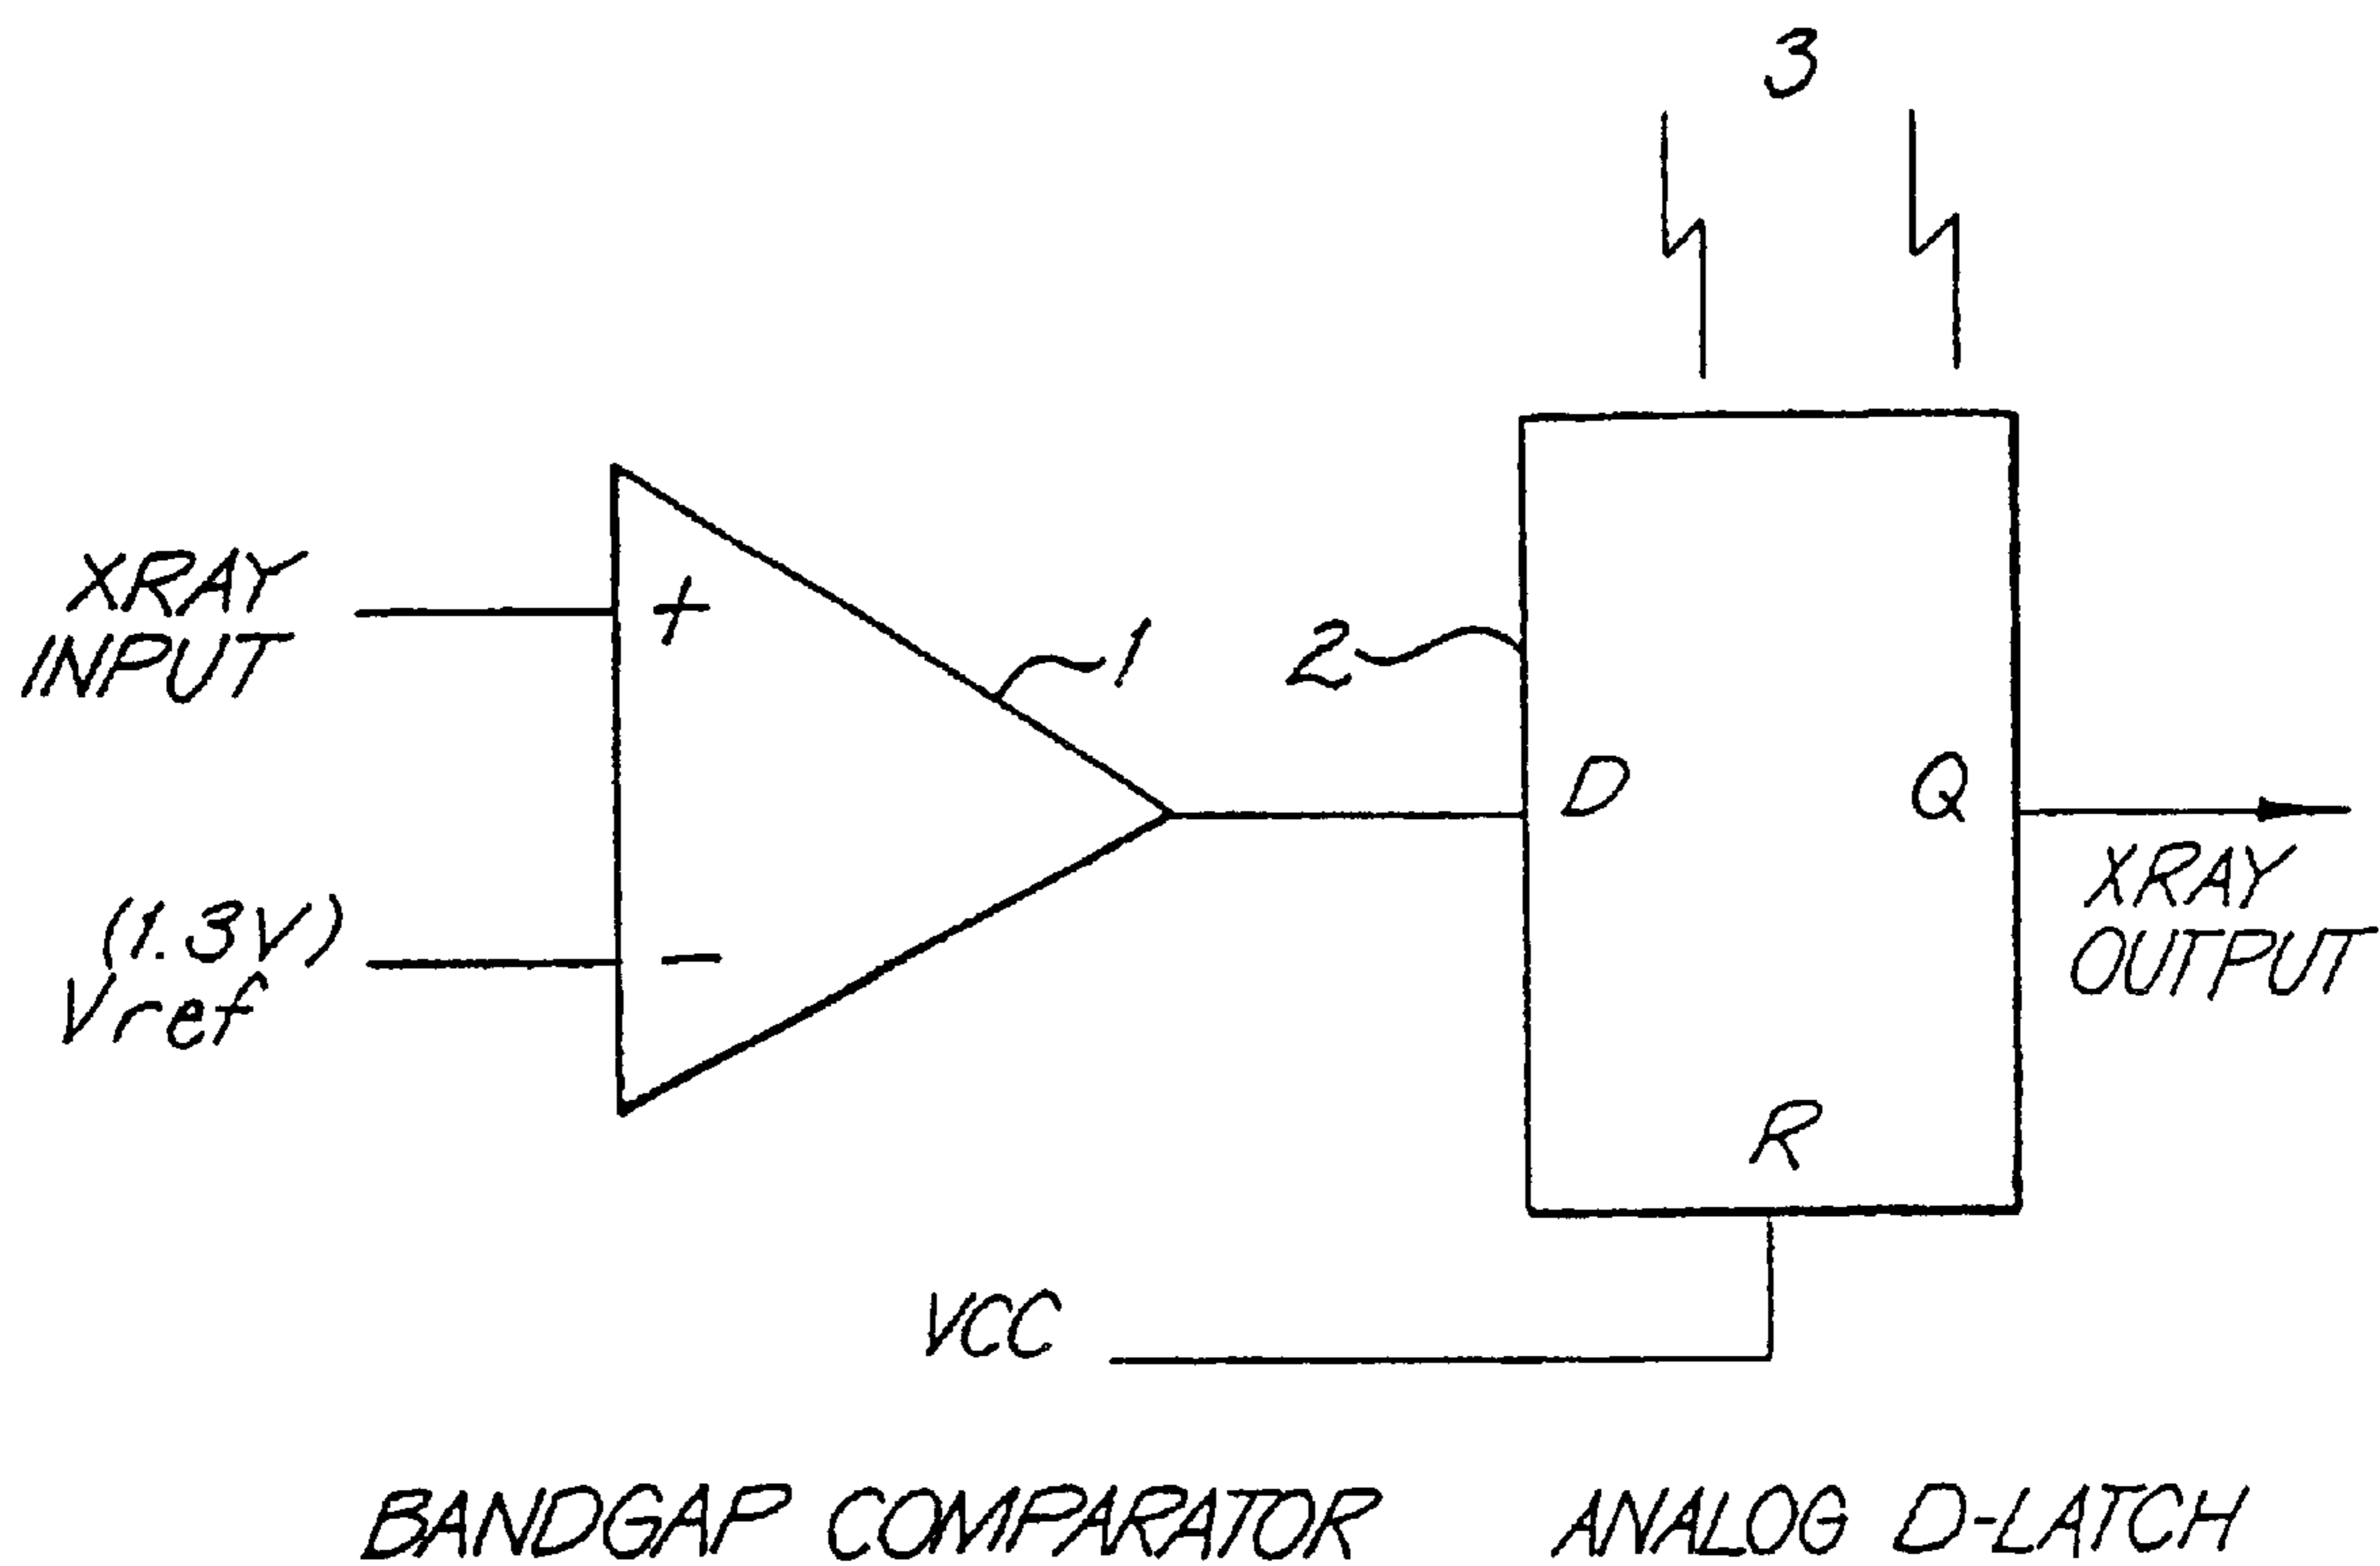 3
XRAY
INPUT
+
1
2
D
Q
XRAY
OUTPUT
(1.3V)
Vref
-
R
VCC
BANDGAP COMPARATOR
ANALOG D-LATCH